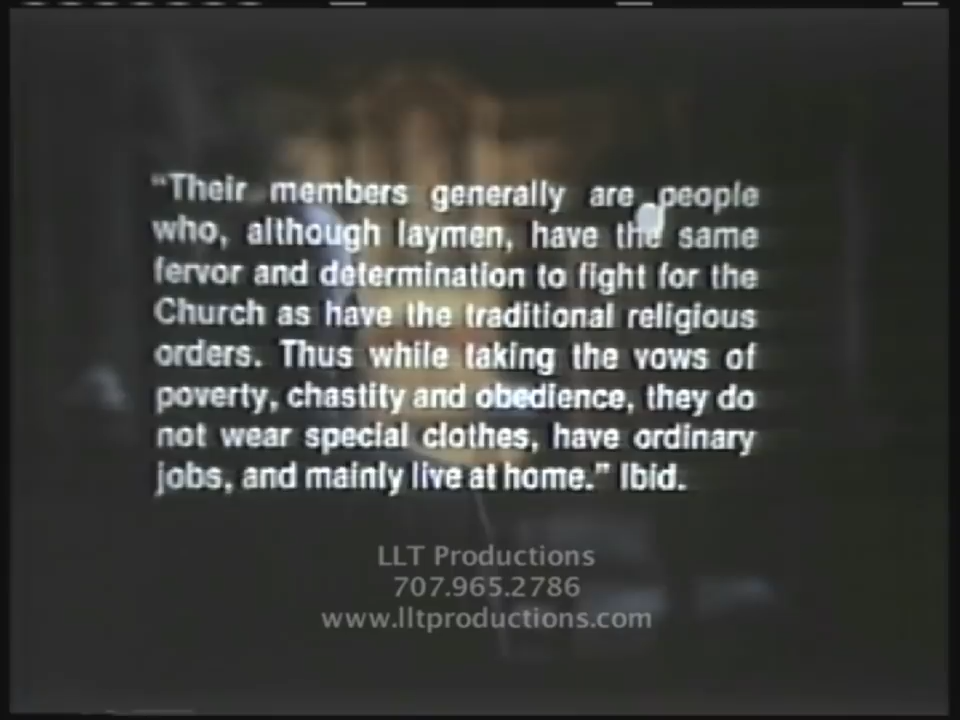 “Their members generally are people
who, although laymen, have the same
fervor and determination to fight for the
Church as have the traditional religious
orders. Thus while taking the vows of
poverty, chastity and obedience, they do
not wear special clothes, have ordinary
jobs, and mainly live at home.” Ibid.
LLT Productions
707.965.2786
www.lltproductions.com